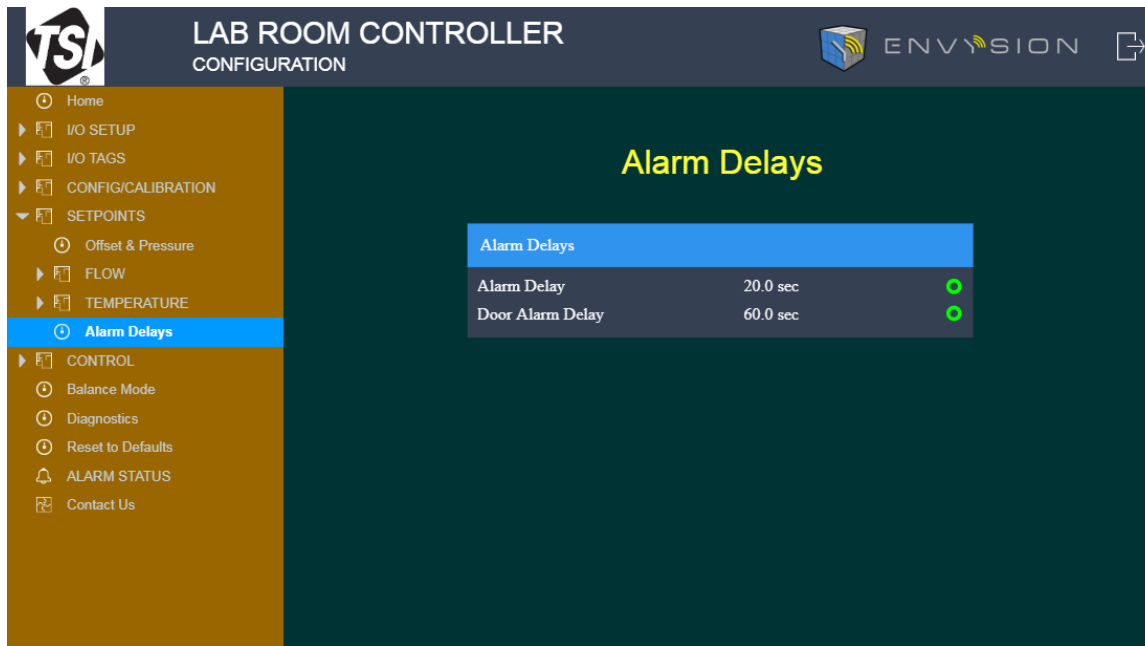 TSI
®
LAB ROOM CONTROLLER
CONFIGURATION
ENVYSION
Home
I/O SETUP
I/O TAGS
CONFIG/CALIBRATION
SETPOINTS
Offset & Pressure
FLOW
TEMPERATURE
Alarm Delays
CONTROL
Balance Mode
Diagnostics
Reset to Defaults
ALARM STATUS
Contact Us
Alarm Delays
Alarm Delays
Alarm Delay 20.0 sec
Door Alarm Delay 60.0 sec